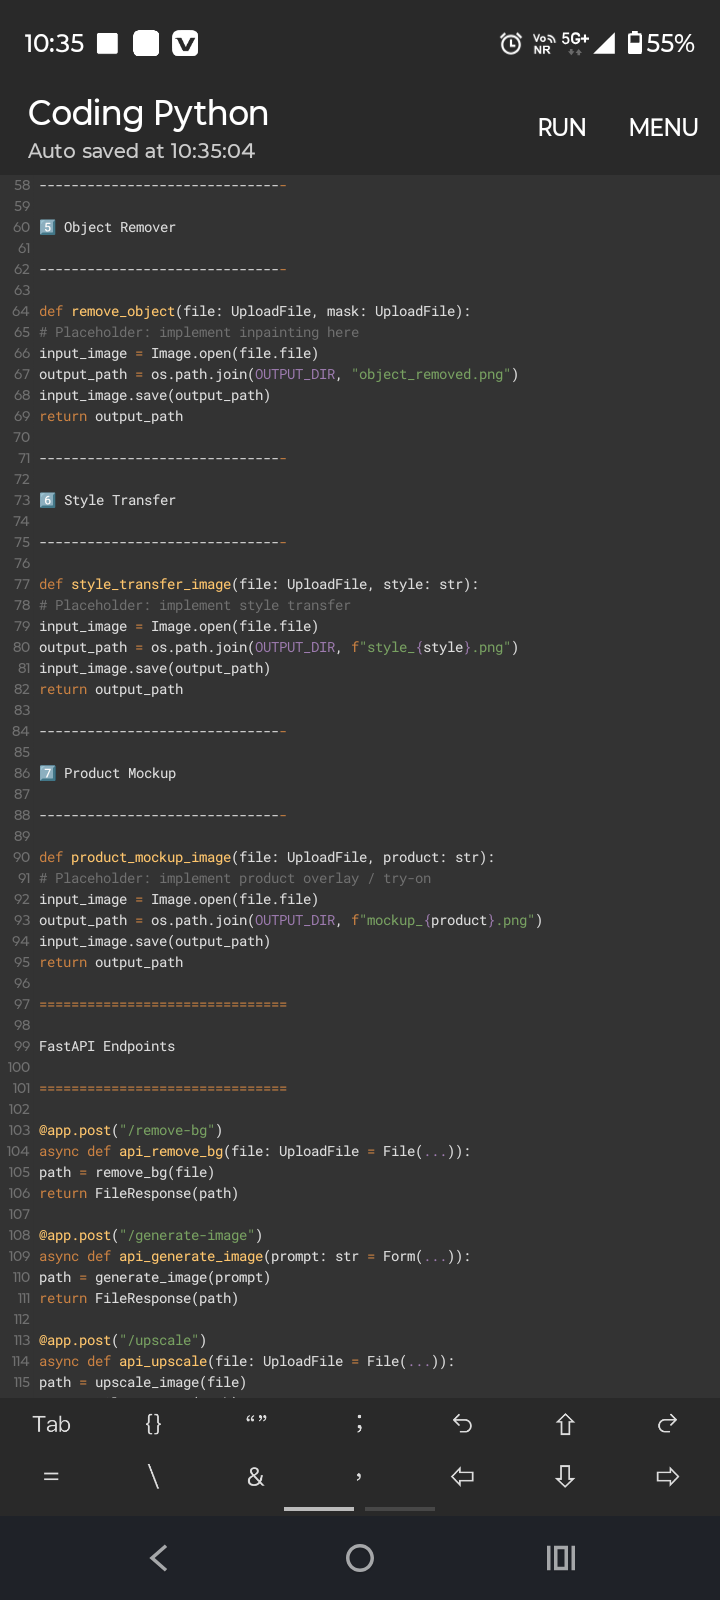 10:35 VoNR 5G+ 55%
Coding Python
Auto saved at 10:35:04
RUN MENU
58 -------------------------------
59
60 5️⃣ Object Remover
61
62 -------------------------------
63
64 def remove_object(file: UploadFile, mask: UploadFile):
65 # Placeholder: implement inpainting here
66 input_image = Image.open(file.file)
67 output_path = os.path.join(OUTPUT_DIR, "object_removed.png")
68 input_image.save(output_path)
69 return output_path
70
71 -------------------------------
72
73 6️⃣ Style Transfer
74
75 -------------------------------
76
77 def style_transfer_image(file: UploadFile, style: str):
78 # Placeholder: implement style transfer
79 input_image = Image.open(file.file)
80 output_path = os.path.join(OUTPUT_DIR, f"style_{style}.png")
81 input_image.save(output_path)
82 return output_path
83
84 -------------------------------
85
86 7️⃣ Product Mockup
87
88 -------------------------------
89
90 def product_mockup_image(file: UploadFile, product: str):
91 # Placeholder: implement product overlay / try-on
92 input_image = Image.open(file.file)
93 output_path = os.path.join(OUTPUT_DIR, f"mockup_{product}.png")
94 input_image.save(output_path)
95 return output_path
96
97 ===============================
98
99 FastAPI Endpoints
100
101 ===============================
102
103 @app.post("/remove-bg")
104 async def api_remove_bg(file: UploadFile = File(...)):
105 path = remove_bg(file)
106 return FileResponse(path)
107
108 @app.post("/generate-image")
109 async def api_generate_image(prompt: str = Form(...)):
110 path = generate_image(prompt)
111 return FileResponse(path)
112
113 @app.post("/upscale")
114 async def api_upscale(file: UploadFile = File(...)):
115 path = upscale_image(file)
Tab {} “” ;
= \ & ,